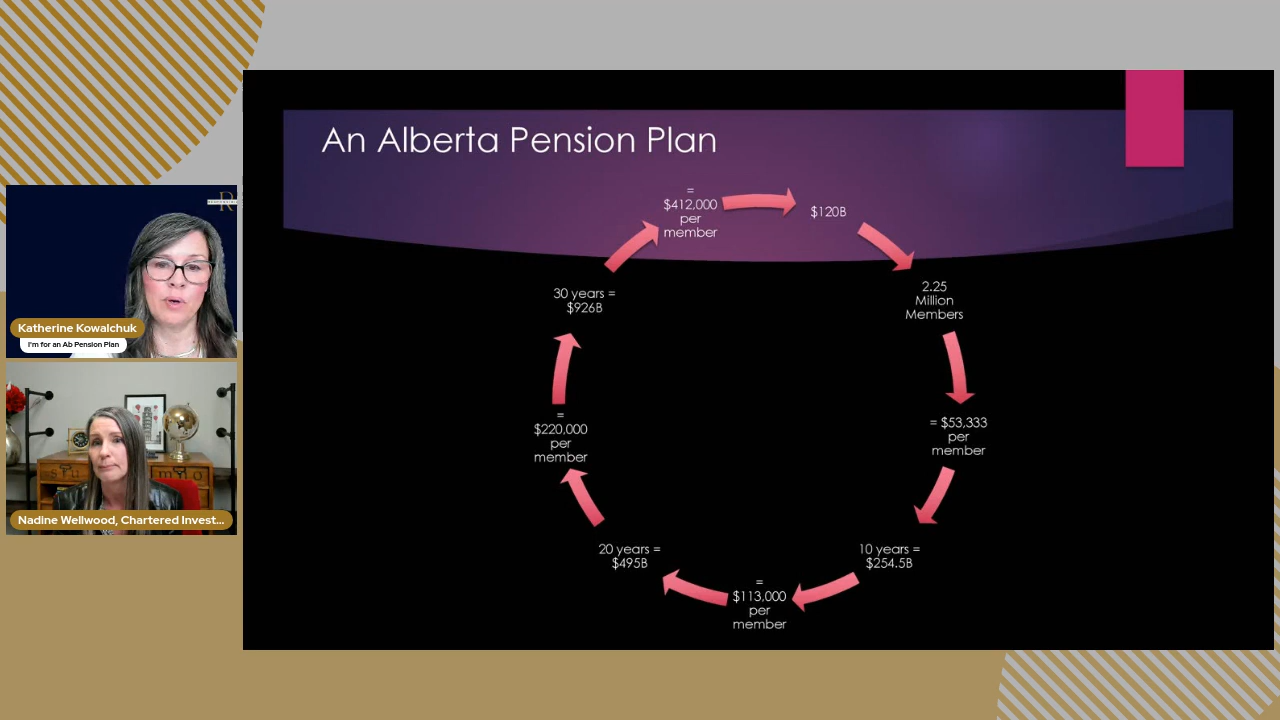 An Alberta Pension Plan
$120B
2.25
Million
Members
= $53,333
per
member
10 years =
$254.5B
=
$113,000
per
member
20 years =
$495B
=
$220,000
per
member
30 years =
$926B
=
$412,000
per
member
R
Katherine Kowalchuk
I'm for an Ab Pension Plan
Nadine Wellwood, Chartered Invest...
stu
mno